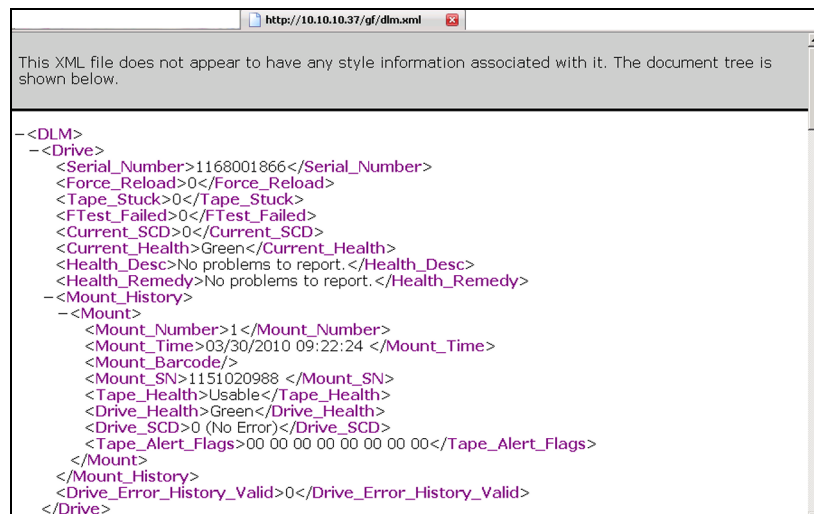 http://10.10.10.37/gf/dlm.xml
This XML file does not appear to have any style information associated with it. The document tree is
shown below.
−<DLM>
−<Drive>
<Serial_Number>1168001866</Serial_Number>
<Force_Reload>0</Force_Reload>
<Tape_Stuck>0</Tape_Stuck>
<FTest_Failed>0</FTest_Failed>
<Current_SCD>0</Current_SCD>
<Current_Health>Green</Current_Health>
<Health_Desc>No problems to report.</Health_Desc>
<Health_Remedy>No problems to report.</Health_Remedy>
−<Mount_History>
−<Mount>
<Mount_Number>1</Mount_Number>
<Mount_Time>03/30/2010 09:22:24 </Mount_Time>
<Mount_Barcode/>
<Mount_SN>1151020988 </Mount_SN>
<Tape_Health>Usable</Tape_Health>
<Drive_Health>Green</Drive_Health>
<Drive_SCD>0 (No Error)</Drive_SCD>
<Tape_Alert_Flags>00 00 00 00 00 00 00 00</Tape_Alert_Flags>
</Mount>
</Mount_History>
<Drive_Error_History_Valid>0</Drive_Error_History_Valid>
</Drive>